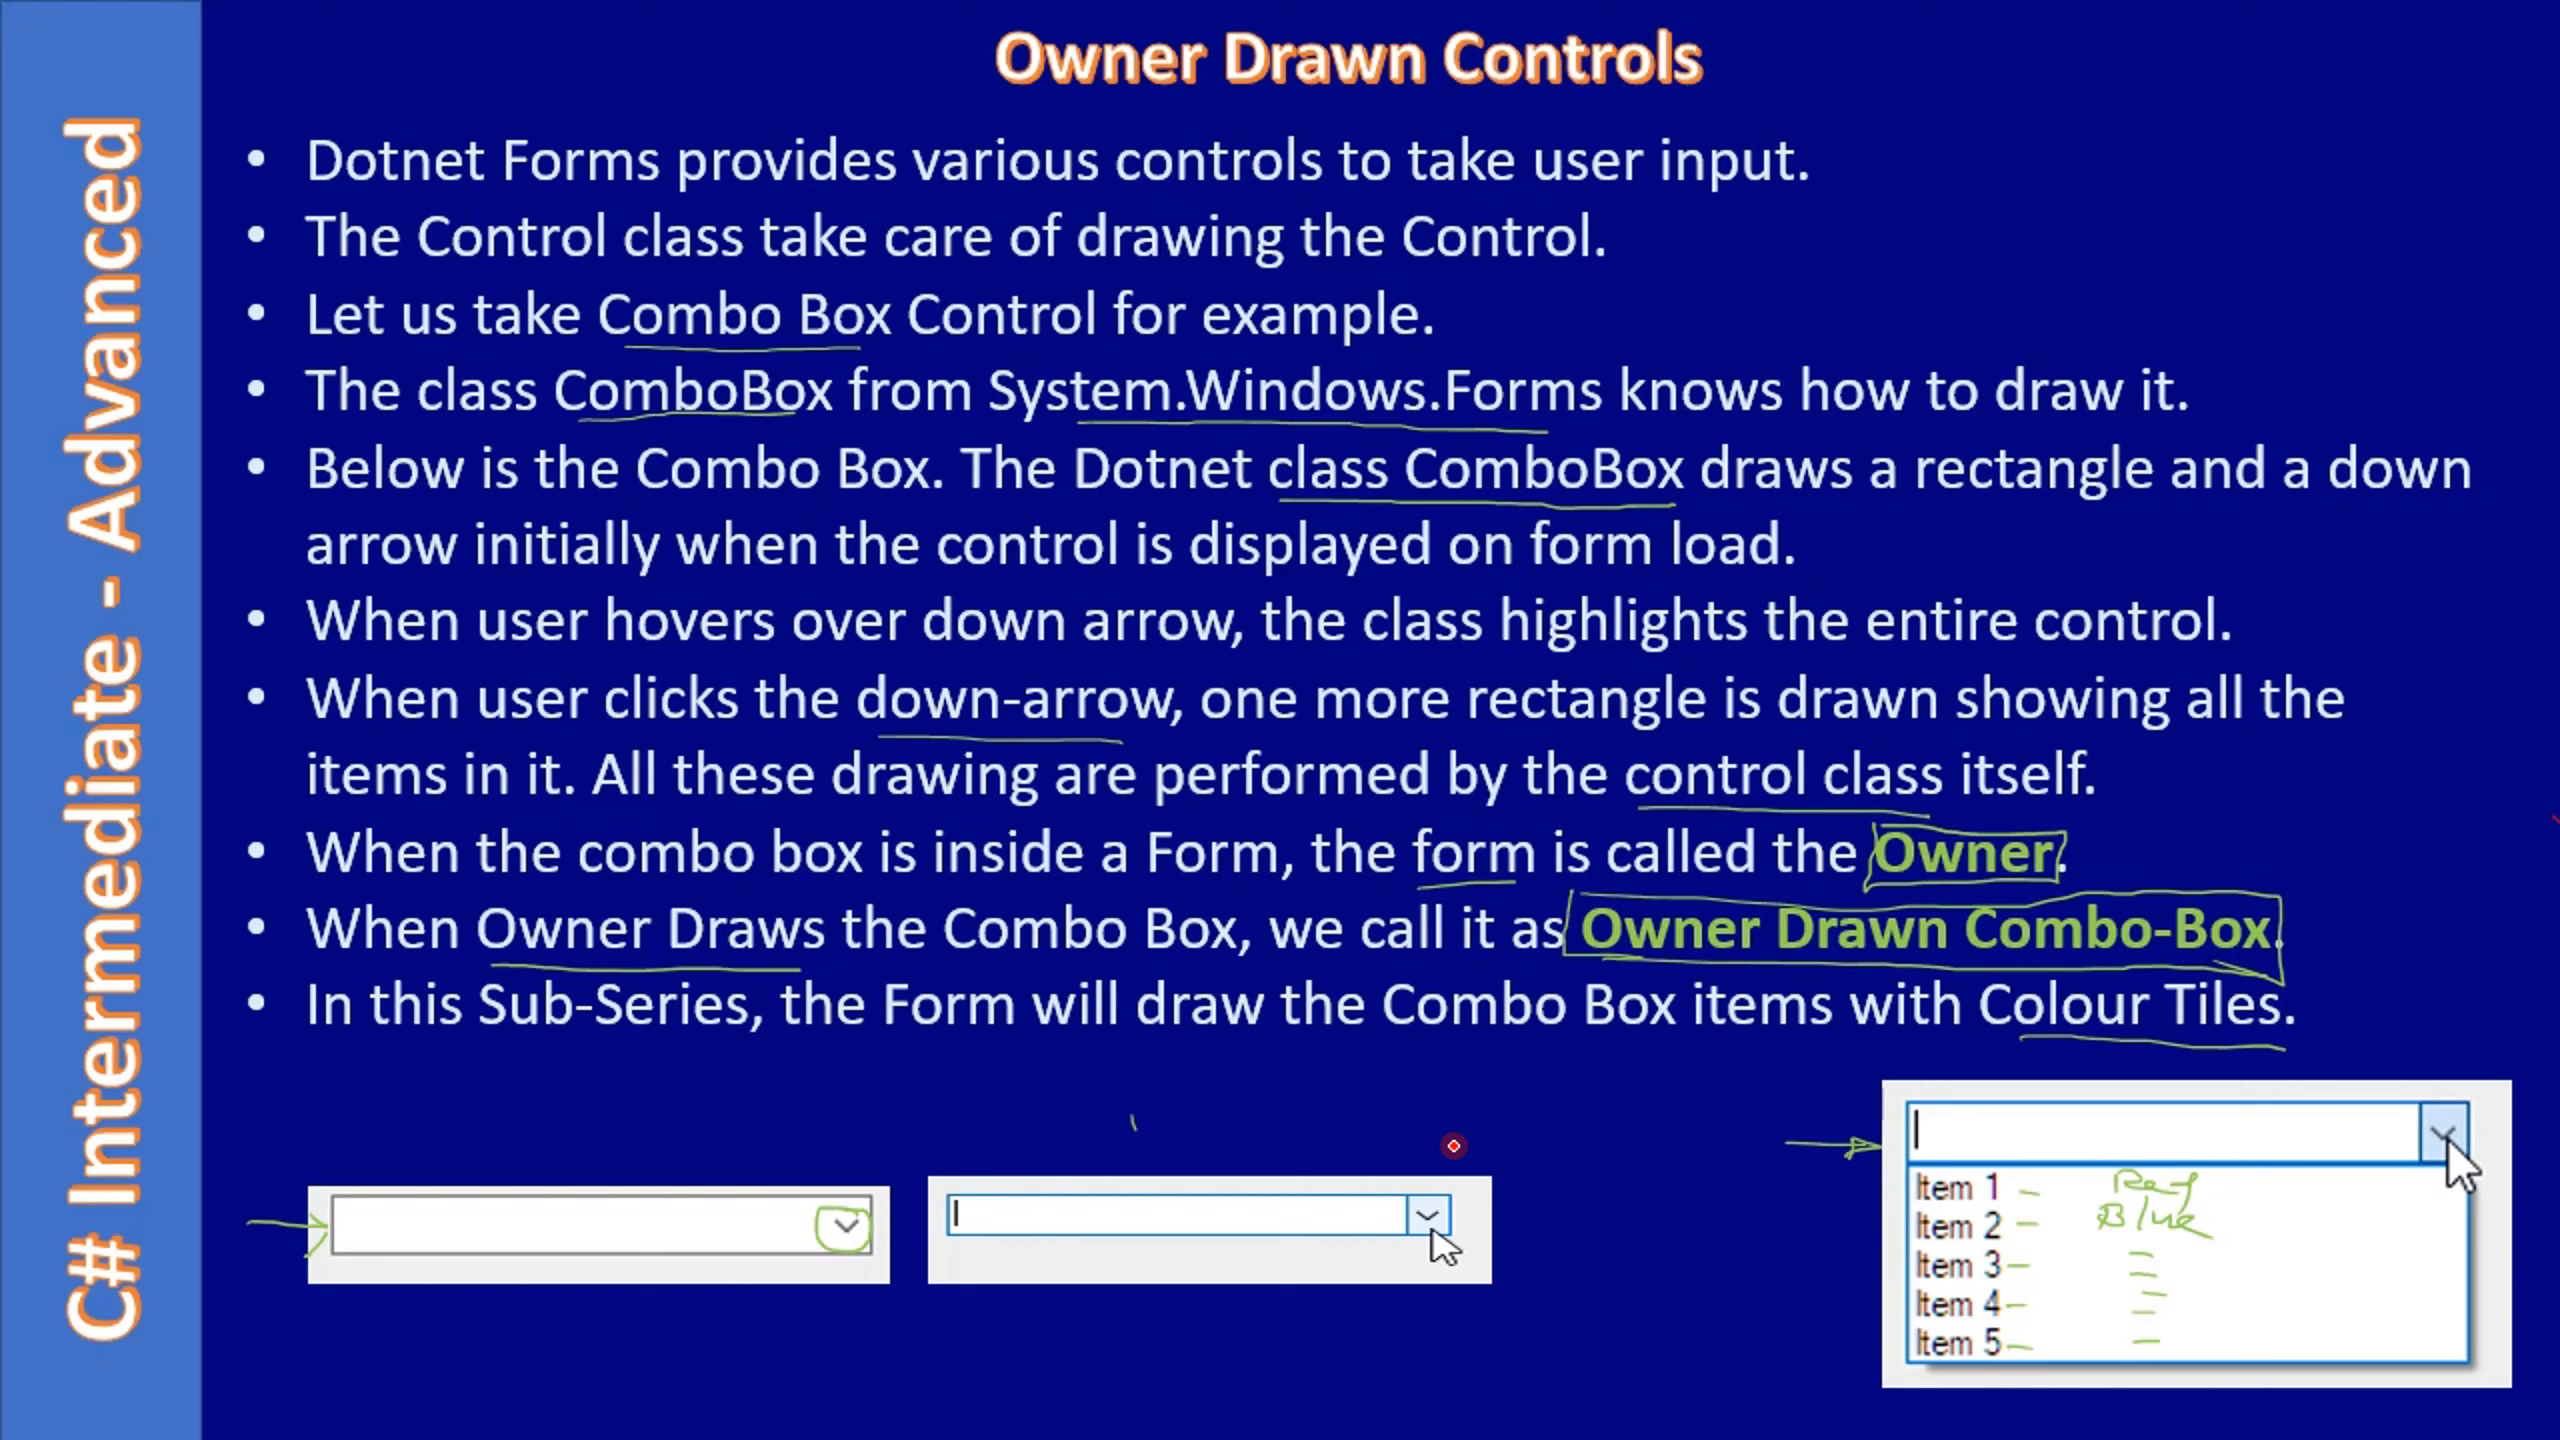 C# Intermediate - Advanced
Owner Drawn Controls
• Dotnet Forms provides various controls to take user input.
• The Control class take care of drawing the Control.
• Let us take Combo Box Control for example.
• The class ComboBox from System.Windows.Forms knows how to draw it.
• Below is the Combo Box. The Dotnet class ComboBox draws a rectangle and a down
arrow initially when the control is displayed on form load.
• When user hovers over down arrow, the class highlights the entire control.
• When user clicks the down-arrow, one more rectangle is drawn showing all the
items in it. All these drawing are performed by the control class itself.
• When the combo box is inside a Form, the form is called the Owner.
• When Owner Draws the Combo Box, we call it as Owner Drawn Combo-Box.
• In this Sub-Series, the Form will draw the Combo Box items with Colour Tiles.
Item 1 Red
Item 2 Blue
Item 3
Item 4
Item 5